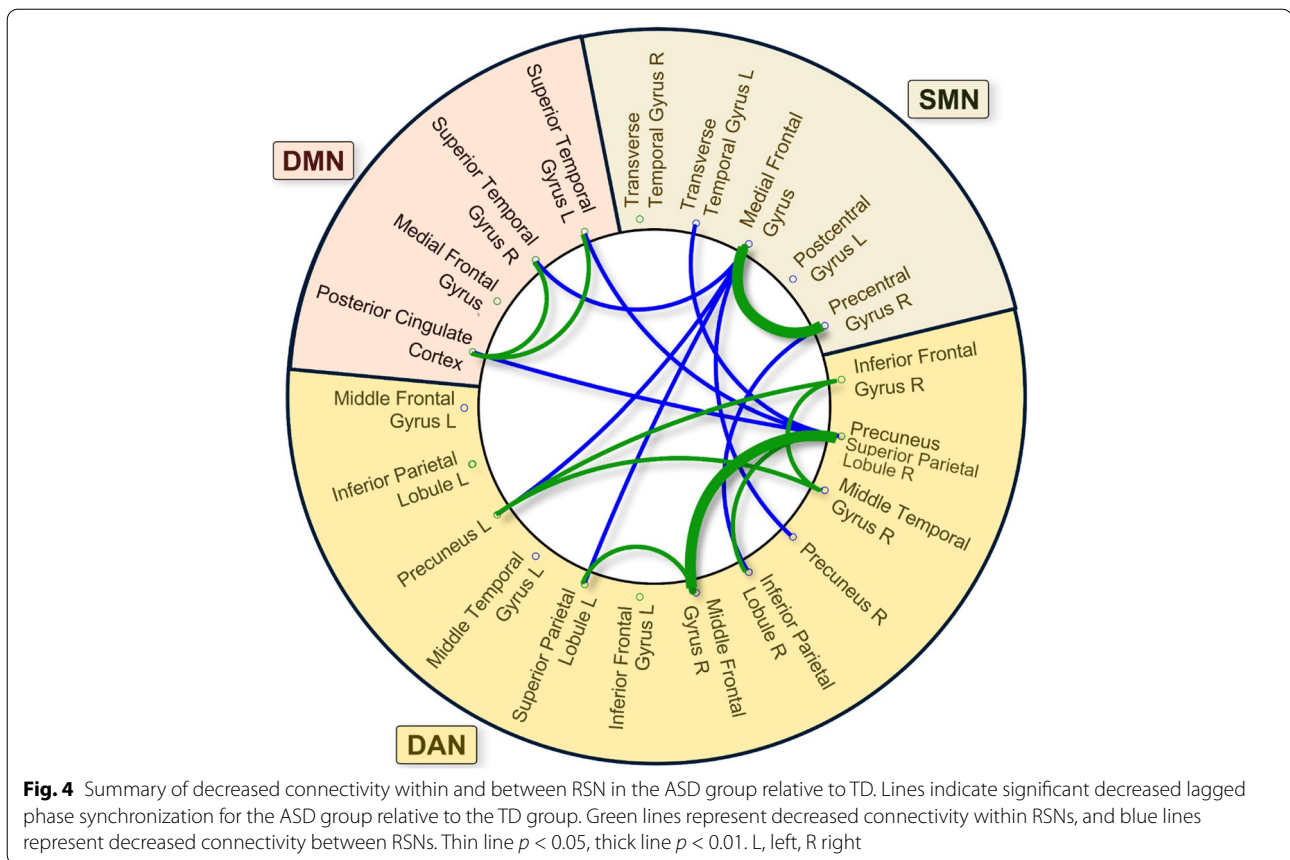 DMN
SMN
DAN
Superior Temporal
Gyrus L
Superior Temporal
Gyrus R
Medial Frontal
Gyrus
Posterior Cingulate
Cortex
Transverse
Temporal Gyrus R
Transverse
Temporal Gyrus L
Medial Frontal
Gyrus
Postcentral
Gyrus L
Precentral
Gyrus R
Inferior Frontal
Gyrus R
Precuneus
Superior Parietal
Lobule R
Middle Temporal
Gyrus R
Precuneus R
Inferior Parietal
Lobule R
Middle Frontal
Gyrus R
Inferior Frontal
Gyrus L
Superior Parietal
Lobule L
Middle Temporal
Gyrus L
Precuneus L
Inferior Parietal
Lobule L
Middle Frontal
Gyrus L
Fig. 4 Summary of decreased connectivity within and between RSN in the ASD group relative to TD. Lines indicate significant decreased lagged
phase synchronization for the ASD group relative to the TD group. Green lines represent decreased connectivity within RSNs, and blue lines
represent decreased connectivity between RSNs. Thin line p < 0.05, thick line p < 0.01. L, left, R right